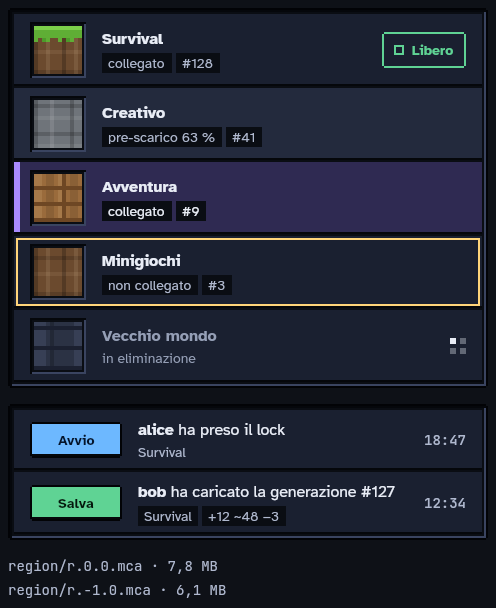 Survival
collegato #128
Libero
Creativo
pre-scarico 63 % #41
Avventura
collegato #9
Minigiochi
non collegato #3
Vecchio mondo
in eliminazione
Avvio
alice ha preso il lock
Survival
18:47
Salva
bob ha caricato la generazione #127
Survival +12 ~48 −3
12:34
region/r.0.0.mca · 7,8 MB
region/r.-1.0.mca · 6,1 MB